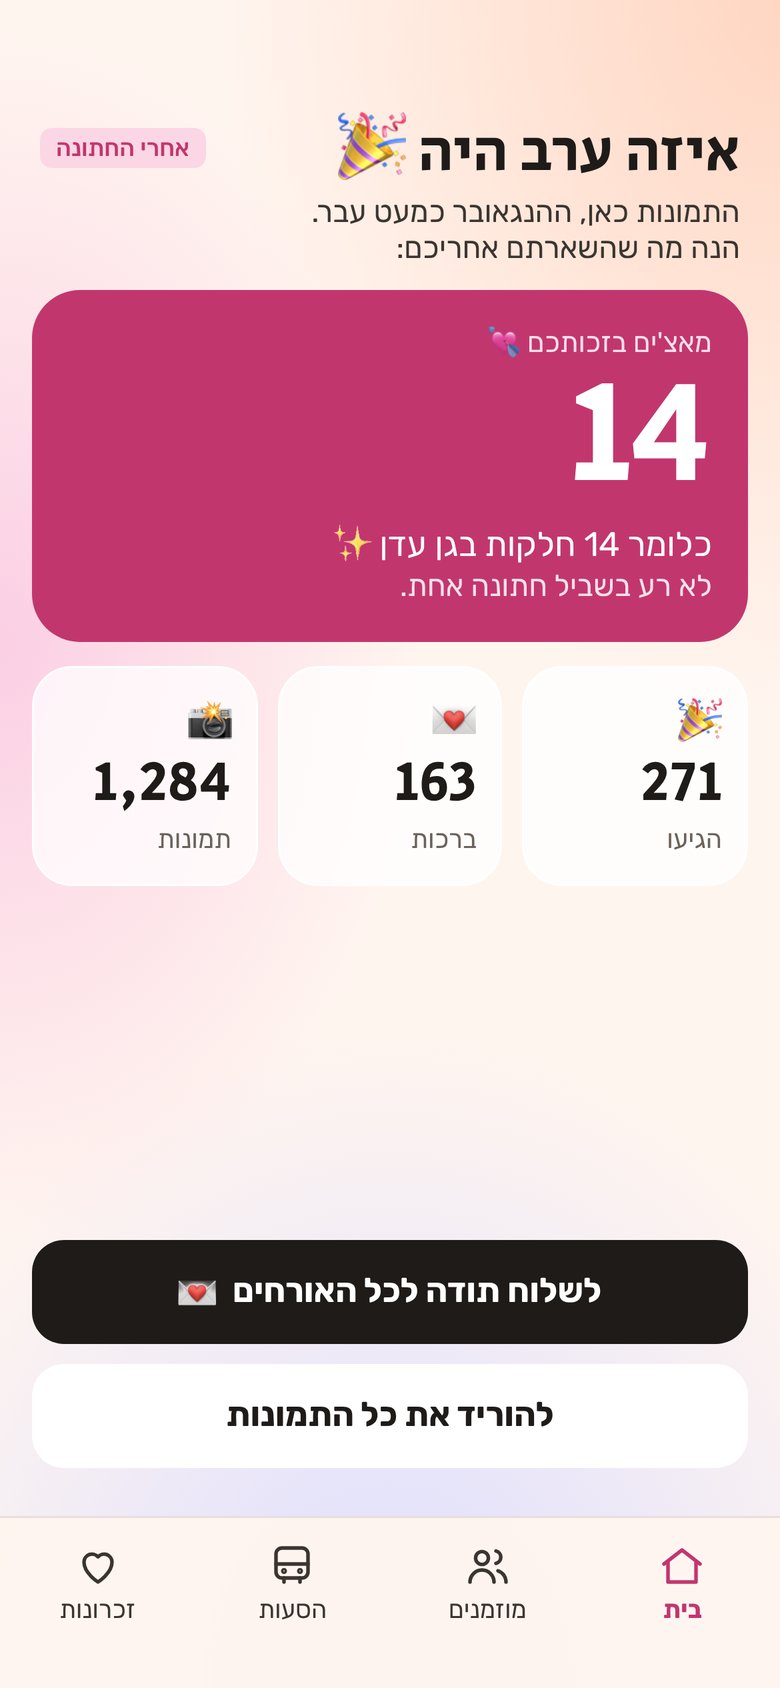 איזה ערב היה 🎉
אחרי החתונה
התמונות כאן, ההנגאובר כמעט עבר.
הנה מה שהשארתם אחריכם:
מאצ'ים בזכותכם 💘
14
כלומר 14 חלקות בגן עדן ✨
לא רע בשביל חתונה אחת.
🎉
271
הגיעו
💌
163
ברכות
📸
1,284
תמונות
לשלוח תודה לכל האורחים 💌
להוריד את כל התמונות
בית
מוזמנים
הסעות
זכרונות